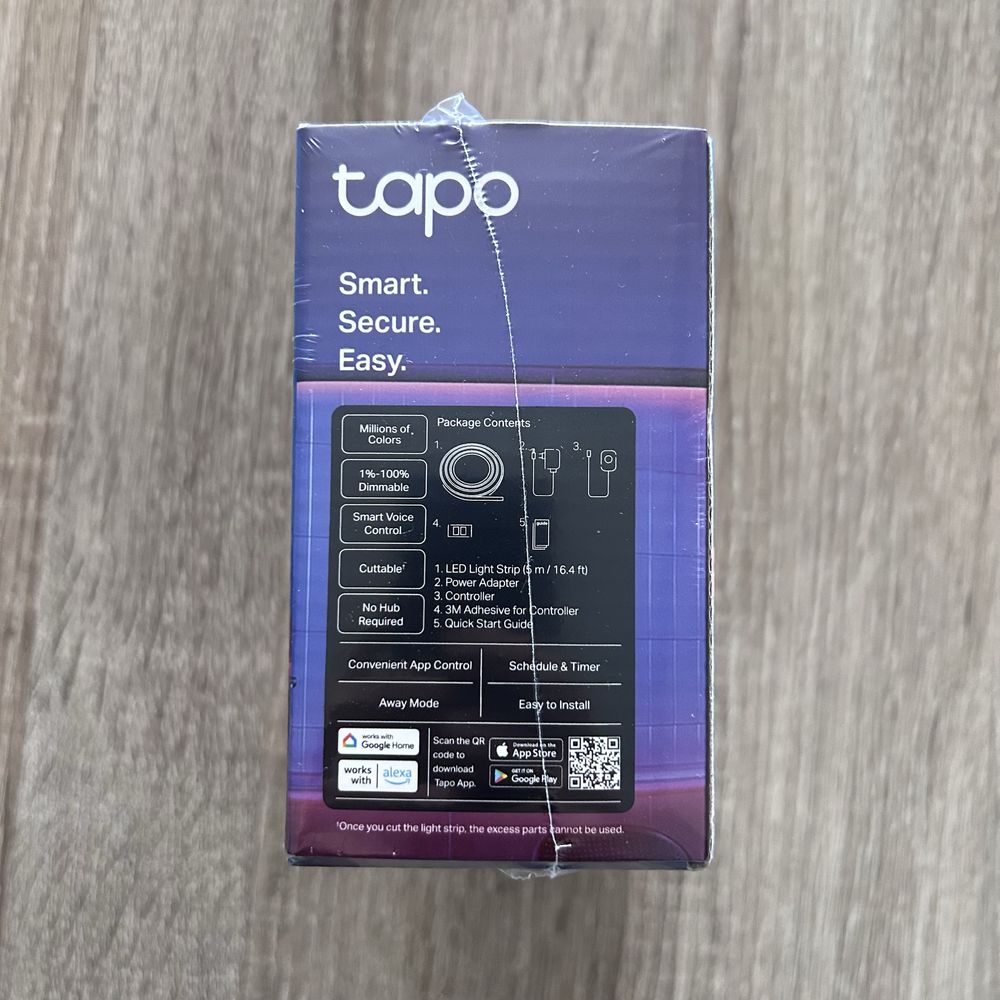 tapo
Smart.
Secure.
Easy.
Millions of
Colors
1%-100%
Dimmable
Smart Voice
Control
Cuttable†
No Hub
Required
Package Contents
1.
2.
3.
4.
5.
guide
1. LED Light Strip (5 m / 16.4 ft)
2. Power Adapter
3. Controller
4. 3M Adhesive for Controller
5. Quick Start Guide
Convenient App Control
Schedule & Timer
Away Mode
Easy to Install
works with
Google Home
works
with
alexa
Scan the QR
code to
download
Tapo App.
Download on the
App Store
GET IT ON
Google Play
†Once you cut the light strip, the excess parts cannot be used.